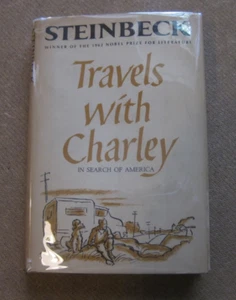 STEINBECK
WINNER OF THE 1962 NOBEL PRIZE FOR LITERATURE
Travels
with
Charley
IN SEARCH OF AMERICA